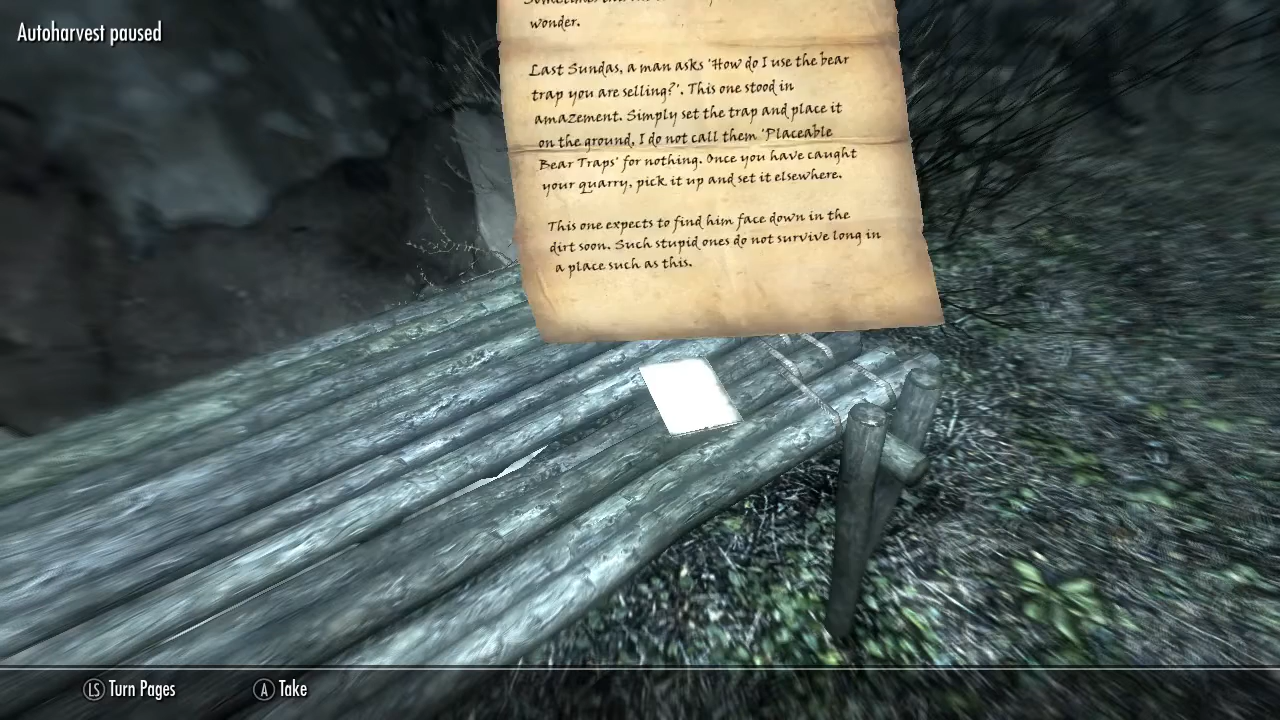 Autoharvest paused
wonder.
Last Sundas, a man asks 'How do I use the bear
trap you are selling?'. This one stood in
amazement. Simply set the trap and place it
on the ground, I do not call them 'Placeable
Bear Traps' for nothing. Once you have caught
your quarry, pick it up and set it elsewhere.
This one expects to find him face down in the
dirt soon. Such stupid ones do not survive long in
a place such as this.
LS Turn Pages
A Take